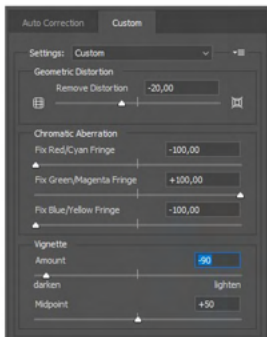 Auto Correction Custom
Settings: Custom
Geometric Distortion
Remove Distortion -20,00
Chromatic Aberration
Fix Red/Cyan Fringe -100,00
Fix Green/Magenta Fringe +100,00
Fix Blue/Yellow Fringe -100,00
Vignette
Amount -90
darken lighten
Midpoint +50